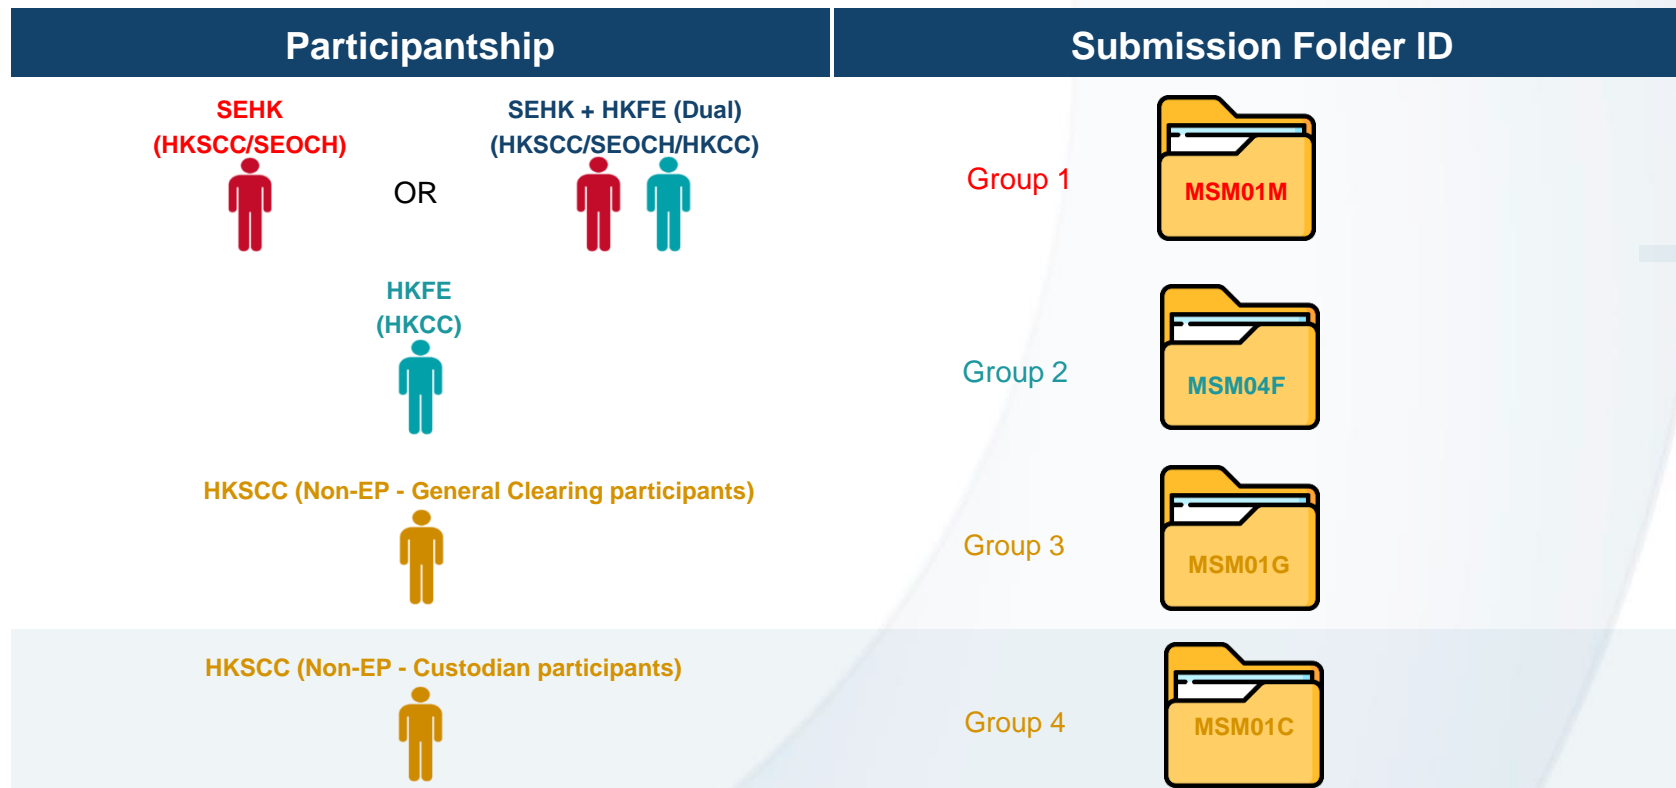 Participantship
Submission Folder ID
SEHK
(HKSCC/SEOCH)
OR
SEHK + HKFE (Dual)
(HKSCC/SEOCH/HKCC)
Group 1
MSM01M
HKFE
(HKCC)
Group 2
MSM04F
HKSCC (Non-EP - General Clearing participants)
Group 3
MSM01G
HKSCC (Non-EP - Custodian participants)
Group 4
MSM01C